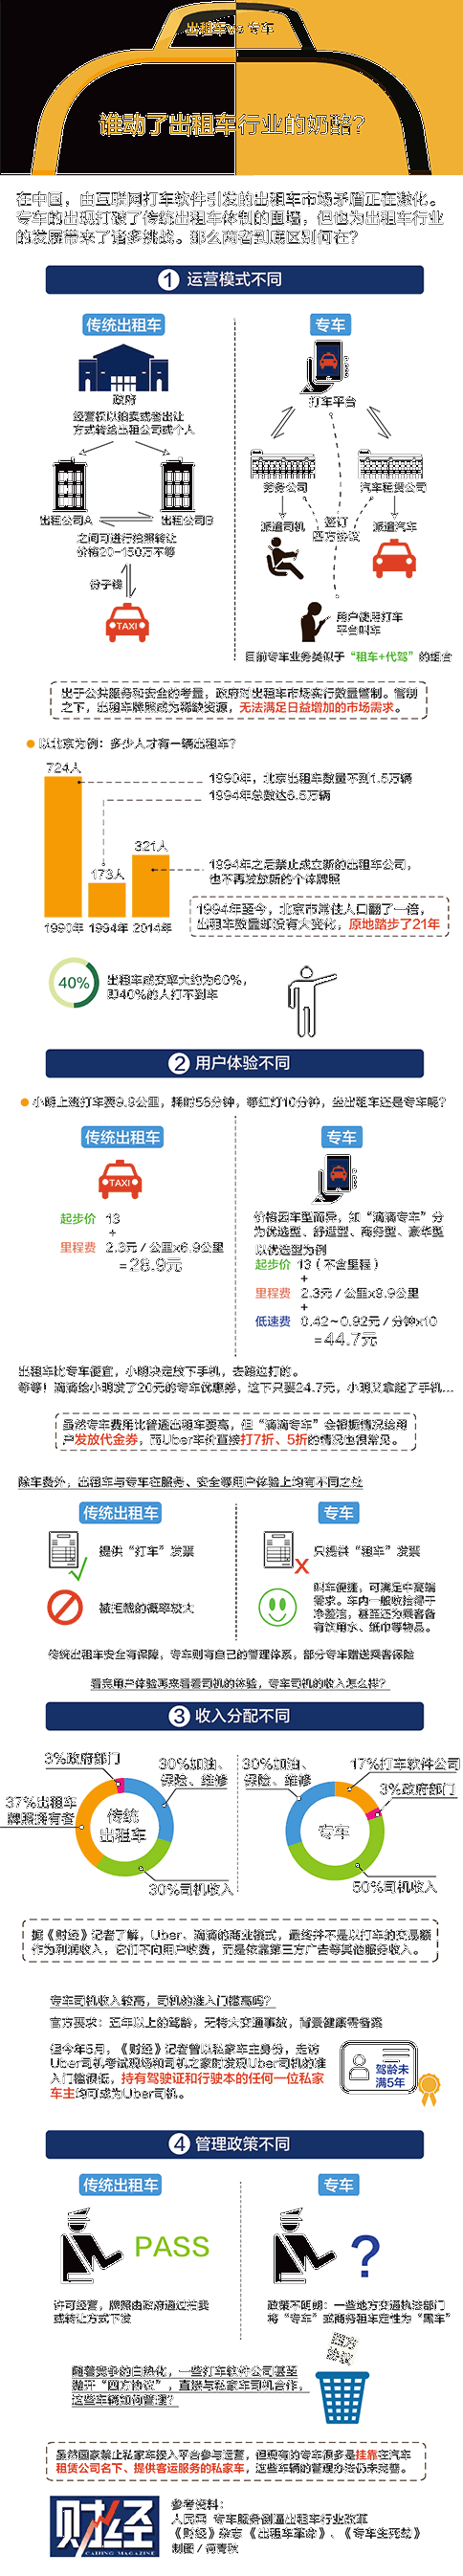 出租车vs专车
谁动了出租车行业的奶酪?
在中国，由互联网打车软件引发的出租车市场矛盾正在激化。
专车的出现打破了传统出租车体制的围墙，但也为出租车行业
的发展带来了诸多挑战。那么两者到底区别何在?
1 运营模式不同
传统出租车
政府
经营权以拍卖或者出让
方式转给出租公司或个人
出租公司A
出租公司B
之间可进行给照转让
价格20-150万不等
份子钱
TAXI
专车
打车平台
劳务公司
汽车租赁公司
派遣司机
签订
四方协议
派遣汽车
用户使用打车
平台叫车
目前专车业务类似于“租车+代驾”的组合
出于公共服务和安全的考量，政府对出租车市场实行数量管制。管制
之下，出租车牌照成为稀缺资源，无法满足日益增加的市场需求。
以北京为例：多少人才有一辆出租车?
724人
173人
321人
1990年
1994年
2014年
1990年，北京出租车数量不到1.5万辆
1994年总数达6.5万辆
1994年之后禁止成立新的出租车公司，
也不再发放新的个体牌照
1994年至今，北京市常住人口翻了一倍，
出租车数量却没有大变化，原地踏步了21年
40%
出租车成交率大约为60%，
即40%的人打不到车
2 用户体验不同
小明上班打车要9.9公里，耗时56分钟，等红灯10分钟，坐出租车还是专车呢?
传统出租车
TAXI
起步价 13
+
里程费 2.3元／公里x6.9公里
=28.9元
专车
价格因车型而异，如“滴滴专车”分
为优选型、舒适型、商务型、豪华型
以优选型为例
起步价 13（不含里程）
+
里程费 2.3元／公里x9.9公里
+
低速费 0.42~0.92元／分钟x10
=44.7元
出租车比专车便宜，小明决定放下手机，去路边打的。
等等！滴滴给小明发了20元的专车优惠券，这下只要24.7元，小明又拿起了手机...
虽然专车费用比普通出租车要高，但“滴滴专车”会根据情况给用
户发放代金券，而Uber车价直接打7折、5折的情况也很常见。
除车费外，出租车与专车在服务、安全等用户体验上均有不同之处
传统出租车
提供“打车”发票
被拒载的概率较大
专车
只提供“租车”发票
叫车便捷，可满足中高端
需求。车内一般收拾得干
净整洁，甚至还为乘客备
有饮用水、纸巾等物品。
传统出租车安全有保障，专车则有自己的管理体系，部分专车赠送乘客保险
看完用户体验再来看看司机的体验，专车司机的收入怎么样?
3 收入分配不同
3%政府部门
30%加油、
保险、维修
37%出租车
牌照拥有者
传统
出租车
30%司机收入
30%加油、
保险、维修
17%打车软件公司
3%政府部门
专车
50%司机收入
据《财经》记者了解，Uber、滴滴的商业模式，最终并不是以打车的交易额
作为利润收入，它们不向用户收费，而是依靠第三方广告等其他服务收入。
专车司机收入较高，司机的准入门槛高吗?
官方要求：五年以上的驾龄，无特大交通事故，背景健康需备案
但今年5月，《财经》记者曾以私家车主身份，走访
Uber司机考试现场和司机之家时发现Uber司机的准
入门槛很低，持有驾驶证和行驶本的任何一位私家
车主均可成为Uber司机。
驾龄未
满5年
4 管理政策不同
传统出租车
PASS
许可经营，牌照由政府通过拍卖
或转让方式下发
专车
?
政策不明朗：一些地方交通执法部门
将“专车”或商务租车定性为“黑车”
随着竞争的白热化，一些打车软件公司甚至
抛开“四方协议”，直接与私家车司机合作，
这些车辆如何管理?
虽然国家禁止私家车接入平台参与运营，但现有的专车很多是挂靠在汽车
租赁公司名下、提供客运服务的私家车，这些车辆的管理办法仍未完善。
财经
CAIJING MAGAZINE
参考资料：
人民网 专车服务倒逼出租车行业改革
《财经》杂志《出租车革命》、《专车生死劫》